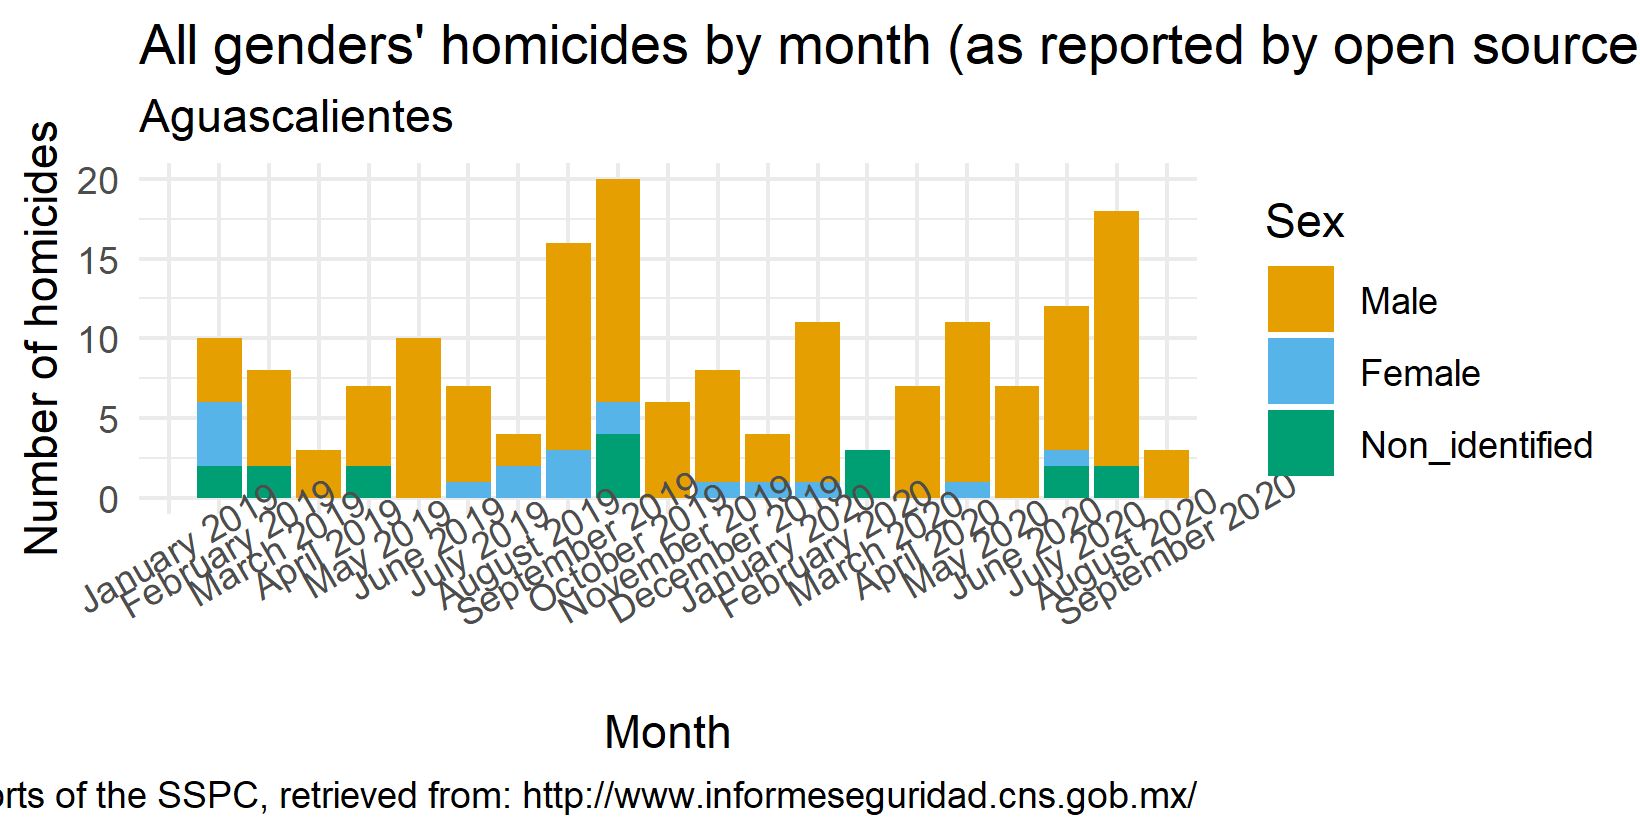 All genders' homicides by month (as reported by open source
Aguascalientes
Number of homicides
20
15
10
5
0
January 2019
February 2019
March 2019
April 2019
May 2019
June 2019
July 2019
August 2019
September 2019
October 2019
November 2019
December 2019
January 2020
February 2020
March 2020
April 2020
May 2020
June 2020
July 2020
August 2020
September 2020
Month
Sex
Male
Female
Non_identified
orts of the SSPC, retrieved from: http://www.informeseguridad.cns.gob.mx/